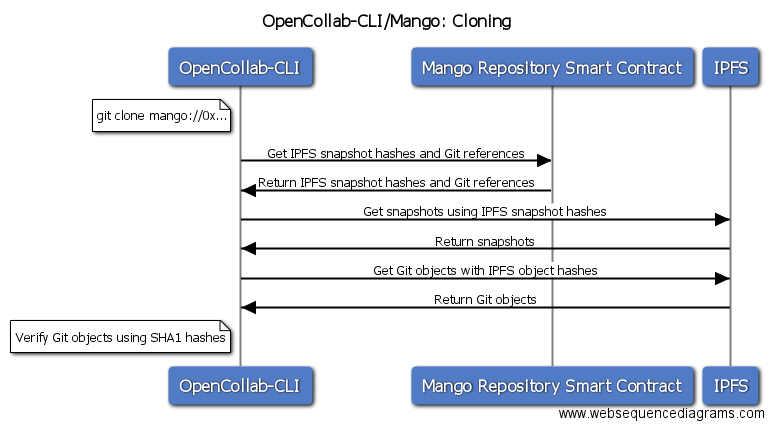 OpenCollab-CLI/Mango: Cloning
OpenCollab-CLI
Mango Repository Smart Contract
IPFS
git clone mango://0x...
Get IPFS snapshot hashes and Git references
Return IPFS snapshot hashes and Git references
Get snapshots using IPFS snapshot hashes
Return snapshots
Get Git objects with IPFS object hashes
Return Git objects
Verify Git objects using SHA1 hashes
OpenCollab-CLI
Mango Repository Smart Contract
IPFS
www.websequencediagrams.com